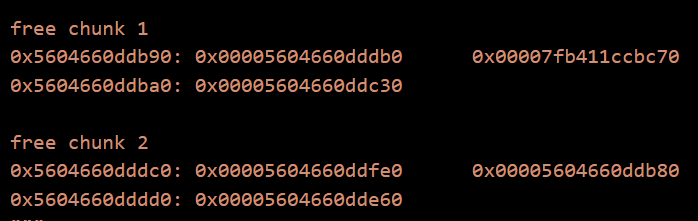 free chunk 1
0x5604660ddb90: 0x00005604660dddb0 0x00007fb411ccbc70
0x5604660ddba0: 0x00005604660ddc30
free chunk 2
0x5604660dddc0: 0x00005604660ddfe0 0x00005604660ddb80
0x5604660dddd0: 0x00005604660dde60